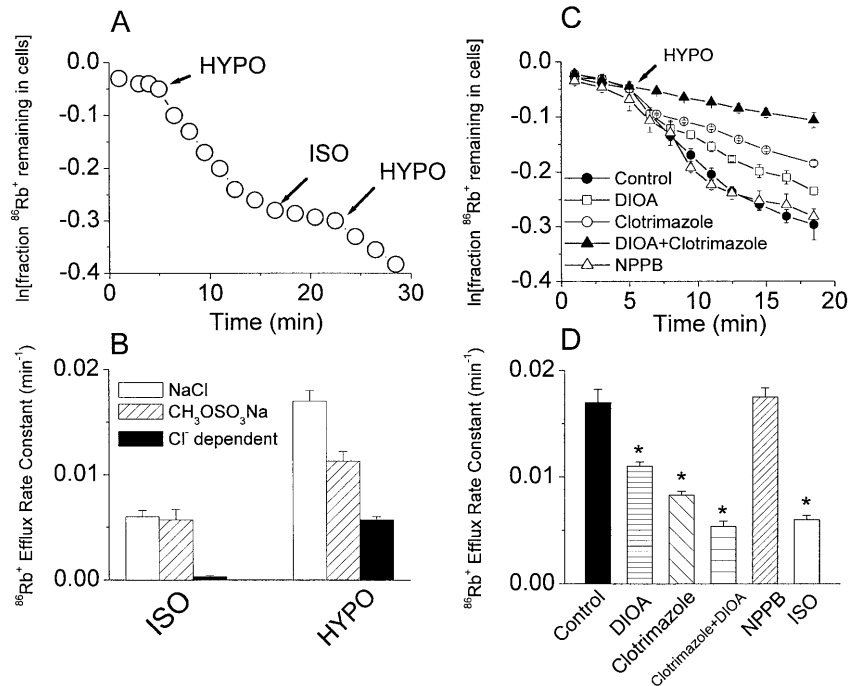 A
ln[fraction ⁸⁶Rb⁺ remaining in cells]
0.0
-0.1
-0.2
-0.3
-0.4
HYPO
ISO
HYPO
0 10 20 30
Time (min)
C
ln[fraction ⁸⁶Rb⁺ remaining in cells]
0.0
-0.1
-0.2
-0.3
-0.4
HYPO
Control
DIOA
Clotrimazole
DIOA+Clotrimazole
NPPB
0 5 10 15 20
Time (min)
B
⁸⁶Rb⁺ Efflux Rate Constant (min⁻¹)
0.02
0.01
0.00
NaCl
CH₃OSO₃Na
Cl⁻ dependent
ISO
HYPO
D
⁸⁶Rb⁺ Efflux Rate Constant (min⁻¹)
0.02
0.01
0.00
* * * *
Control
DIOA
Clotrimazole
Clotrimazole+DIOA
NPPB
ISO